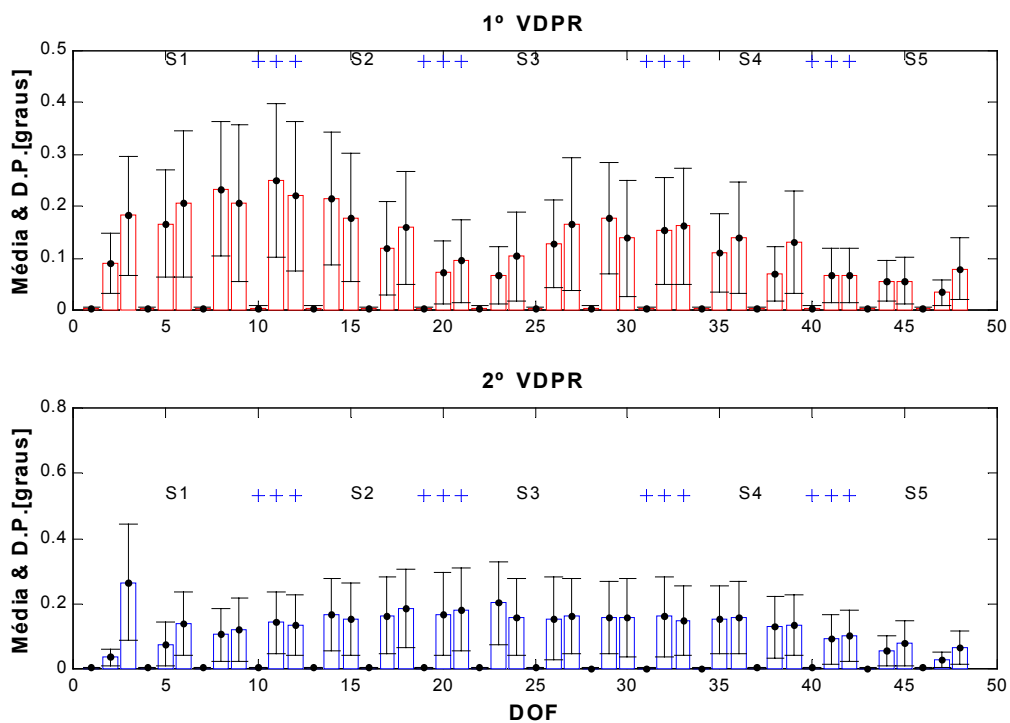 1º VDPR
0.5
S1 + + + S2 + + + S3 + + + S4 + + + S5
0.4
0.3
0.2
0.1
0
Média & D.P.[graus]
0 5 10 15 20 25 30 35 40 45 50
2º VDPR
0.8
0.6
S1 + + + S2 + + + S3 + + + S4 + + + S5
0.4
0.2
0
Média & D.P.[graus]
0 5 10 15 20 25 30 35 40 45 50
DOF